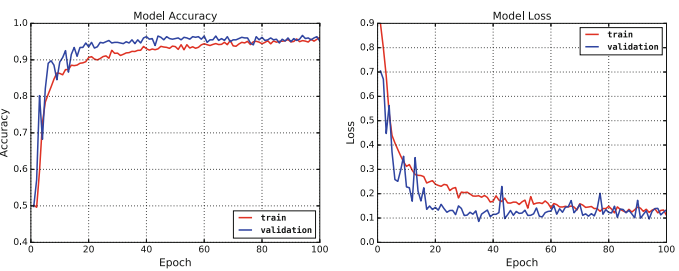 Model Accuracy
1.0
0.9
0.8
0.7
0.6
0.5
0.4
Accuracy
0
20
40
60
80
100
Epoch
train
validation
Model Loss
0.9
0.8
0.7
0.6
0.5
0.4
0.3
0.2
0.1
0.0
Loss
0
20
40
60
80
100
Epoch
train
validation